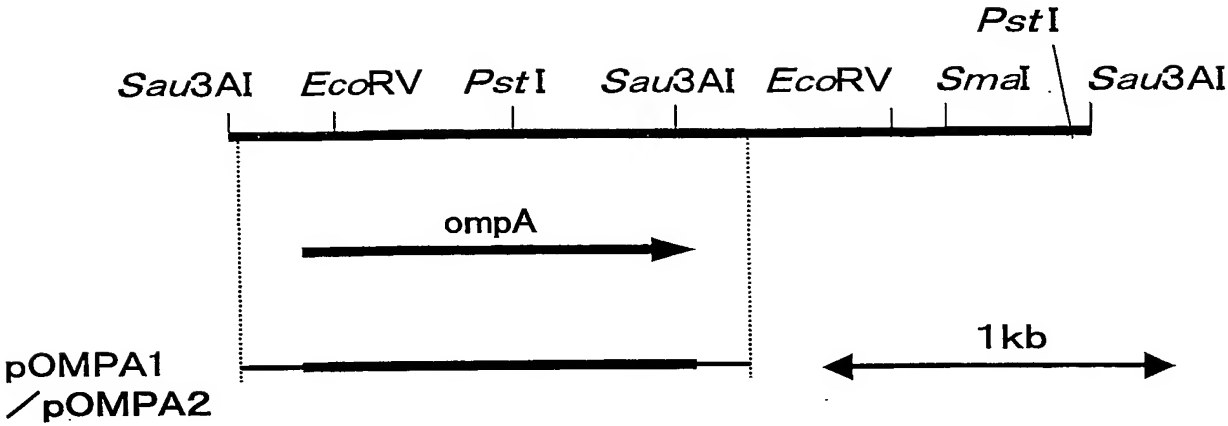 PstI
Sau3AI EcoRV PstI Sau3AI EcoRV SmaI Sau3AI
ompA
1kb
pOMPA1
/pOMPA2